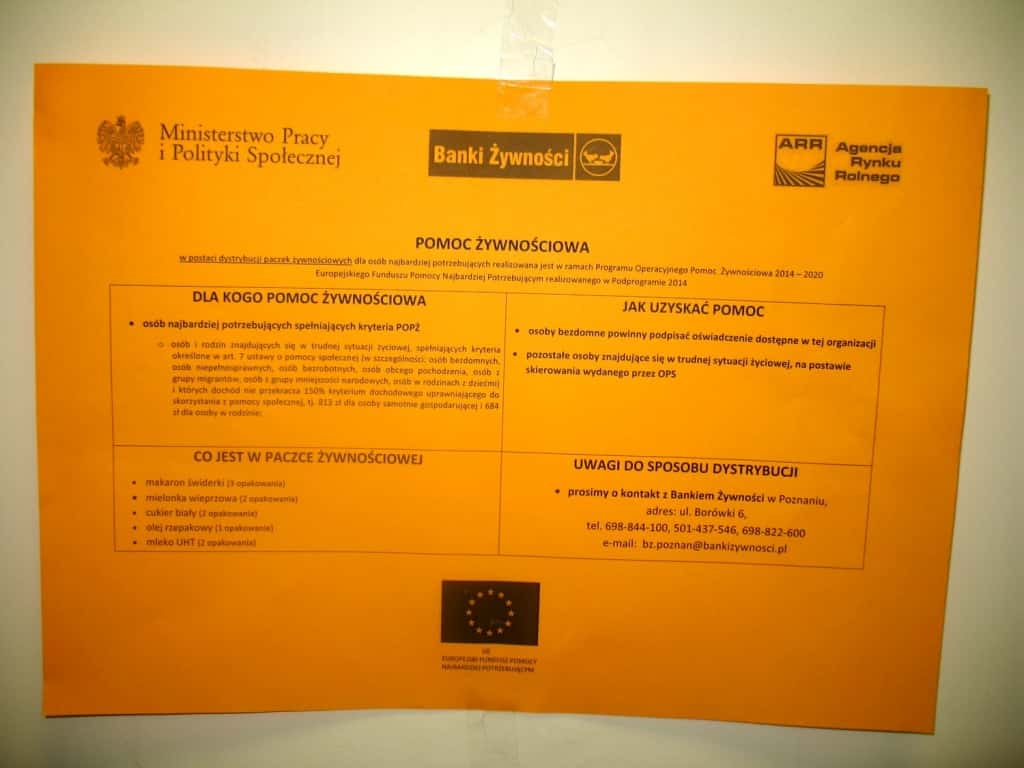 Ministerstwo Pracy
i Polityki Społecznej
Banki Żywności
ARR
Agencja
Rynku
Rolnego
POMOC ŻYWNOŚCIOWA
w postaci dystrybucji paczek żywnościowych dla osób najbardziej potrzebujących realizowana jest w ramach Programu Operacyjnego Pomoc Żywnościowa 2014 – 2020
Europejskiego Funduszu Pomocy Najbardziej Potrzebującym realizowanego w Podprogramie 2014
DLA KOGO POMOC ŻYWNOŚCIOWA
• osób najbardziej potrzebujących spełniających kryteria POPŻ
o osób i rodzin znajdujących się w trudnej sytuacji życiowej, spełniających kryteria
określone w art. 7 ustawy o pomocy społecznej (w szczególności: osób bezdomnych,
osób niepełnosprawnych, osób bezrobotnych, osób obcego pochodzenia, osób z
grupy migrantów, osób z grupy mniejszości narodowych, osób w rodzinach z dziećmi)
i których dochód nie przekracza 150% kryterium dochodowego uprawniającego do
skorzystania z pomocy społecznej, tj. 813 zł dla osoby samotnie gospodarującej i 684
zł dla osoby w rodzinie;
JAK UZYSKAĆ POMOC
• osoby bezdomne powinny podpisać oświadczenie dostępne w tej organizacji
• pozostałe osoby znajdujące się w trudnej sytuacji życiowej, na postawie
skierowania wydanego przez OPS
CO JEST W PACZCE ŻYWNOŚCIOWEJ
• makaron świderki (3 opakowania)
• mielonka wieprzowa (2 opakowania)
• cukier biały (2 opakowania)
• olej rzepakowy (1 opakowanie)
• mleko UHT (2 opakowania)
UWAGI DO SPOSOBU DYSTRYBUCJI
• prosimy o kontakt z Bankiem Żywności w Poznaniu,
adres: ul. Borówki 6,
tel. 698-844-100, 501-437-546, 698-822-600
e-mail: bz.poznan@bankizywnosci.pl
UE
EUROPEJSKI FUNDUSZ POMOCY
NAJBARDZIEJ POTRZEBUJĄCYM